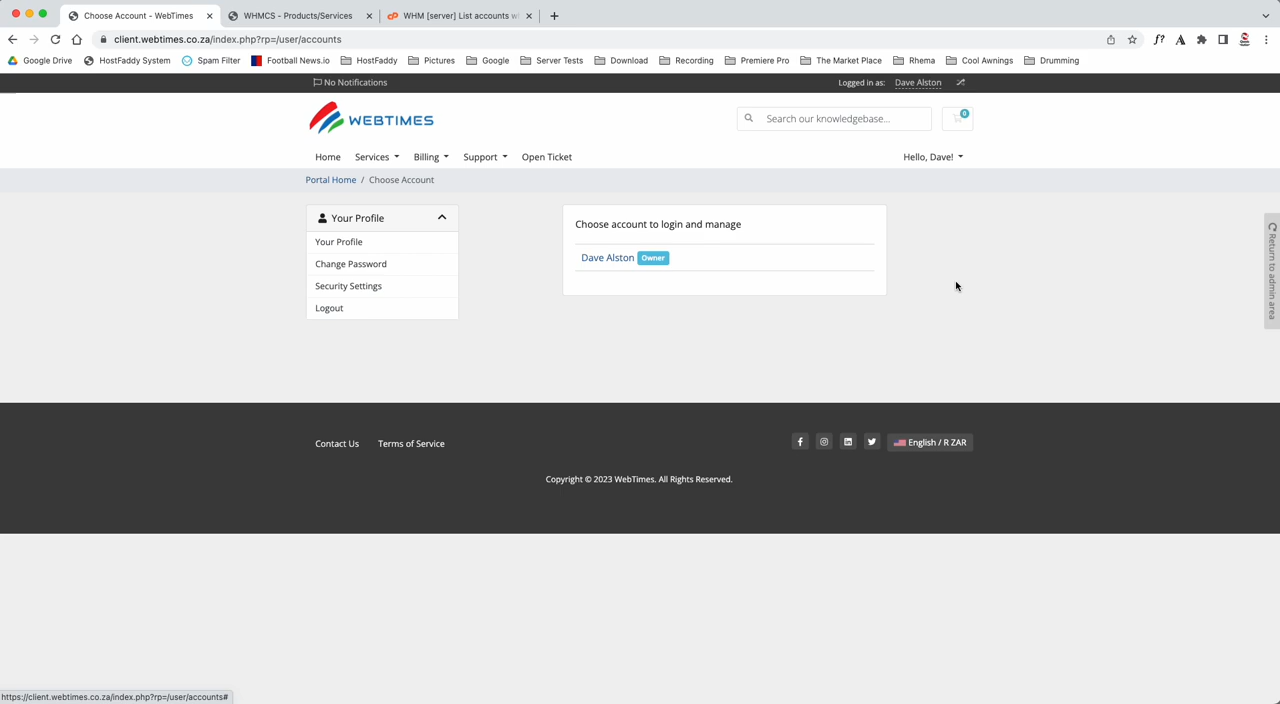 Choose Account - WebTimes
WHMCS - Products/Services
WHM [server] List accounts w
client.webtimes.co.za/index.php?rp=/user/accounts
Google Drive
HostFaddy System
Spam Filter
Football News.io
HostFaddy
Pictures
Google
Server Tests
Download
Recording
Premiere Pro
The Market Place
Rhema
Cool Awnings
Drumming
No Notifications
Logged in as: Dave Alston
WEBTIMES
Search our knowledgebase...
0
Home
Services
Billing
Support
Open Ticket
Hello, Dave!
Portal Home / Choose Account
Your Profile
Your Profile
Change Password
Security Settings
Logout
Choose account to login and manage
Dave Alston Owner
Return to admin area
Contact Us
Terms of Service
English / R ZAR
Copyright © 2023 WebTimes. All Rights Reserved.
https://client.webtimes.co.za/index.php?rp=/user/accounts#